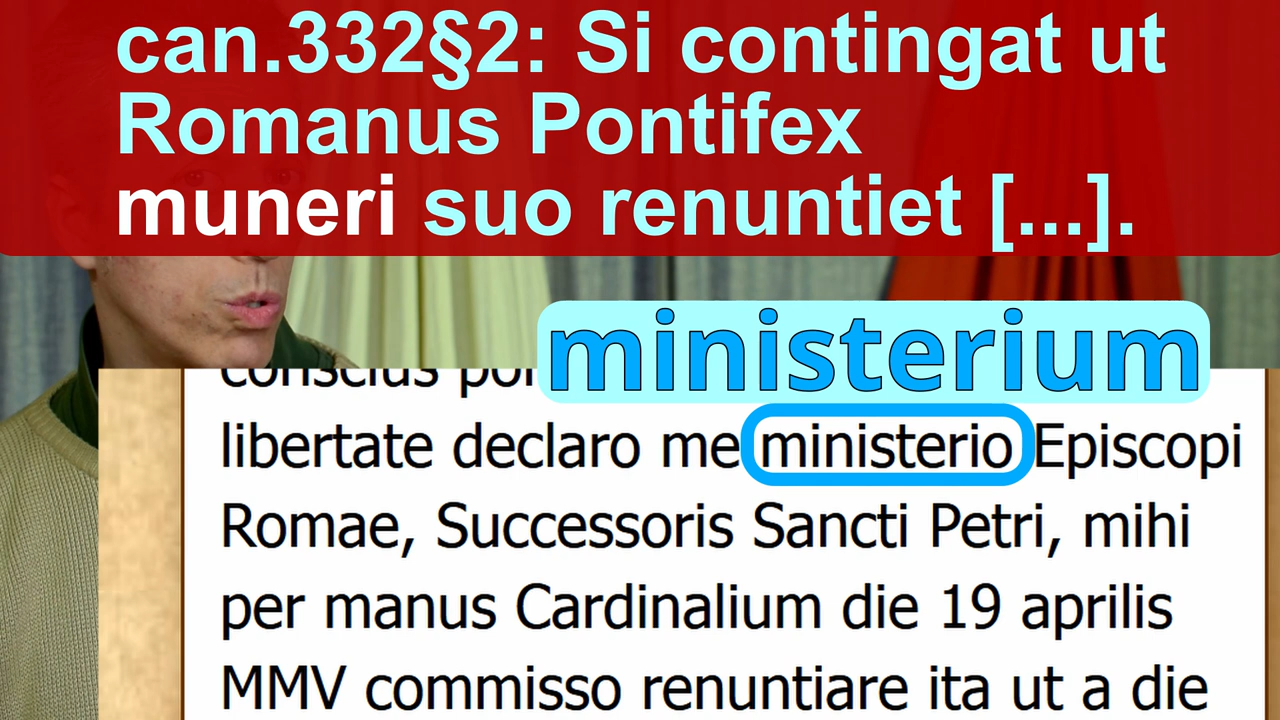 can.332§2: Si contingat ut
Romanus Pontifex
muneri suo renuntiet [...].
ministerium
conscius
libertate declaro me ministerio Episcopi
Romae, Successoris Sancti Petri, mihi
per manus Cardinalium die 19 aprilis
MMV commisso renuntiare ita ut a die